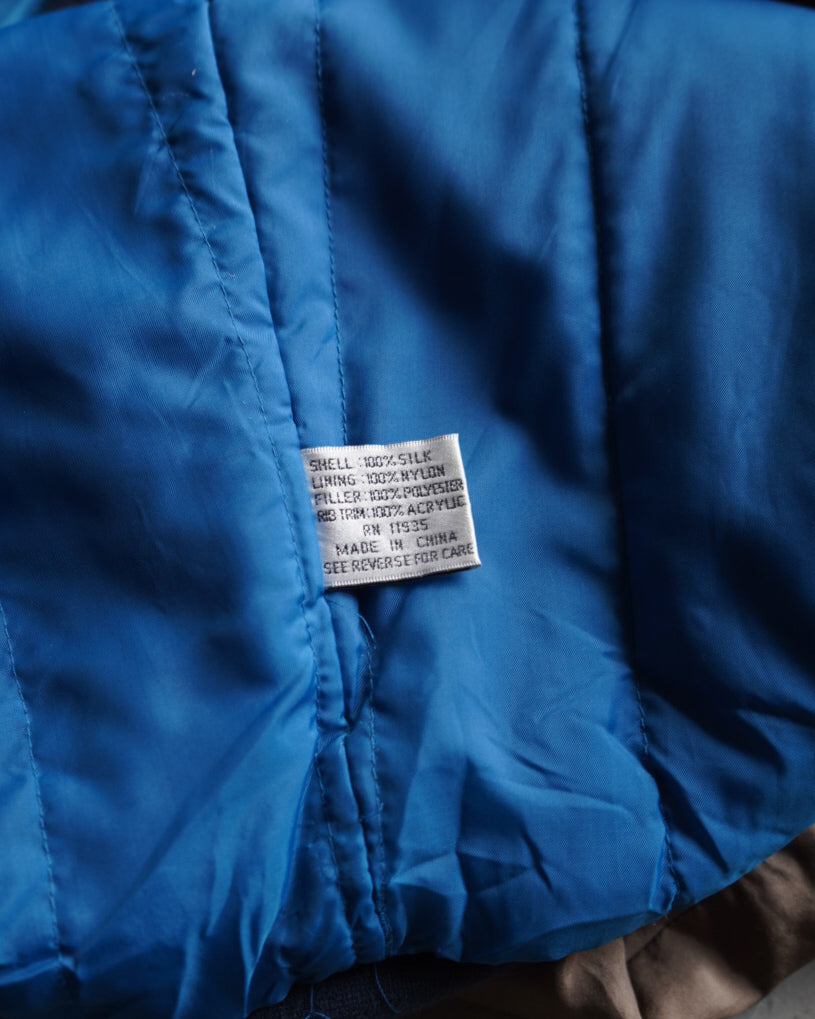 SHELL :100% SILK
LINING :100% NYLON
FILLER:100% POLYESTER
RIB TRIM:100% ACRYLIC
RN 11935
MADE IN CHINA
SEE REVERSE FOR CARE